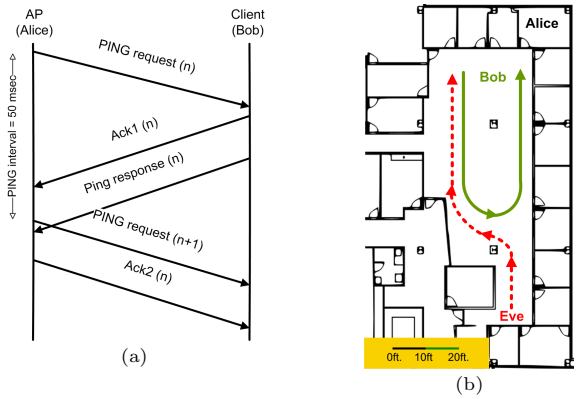 AP
(Alice)
Client
(Bob)
PING request (n)
Ack1 (n)
Ping response (n)
PING request (n+1)
Ack2 (n)
PING interval = 50 msec
(a)
Alice
Bob
Eve
0ft. 10ft 20ft.
(b)